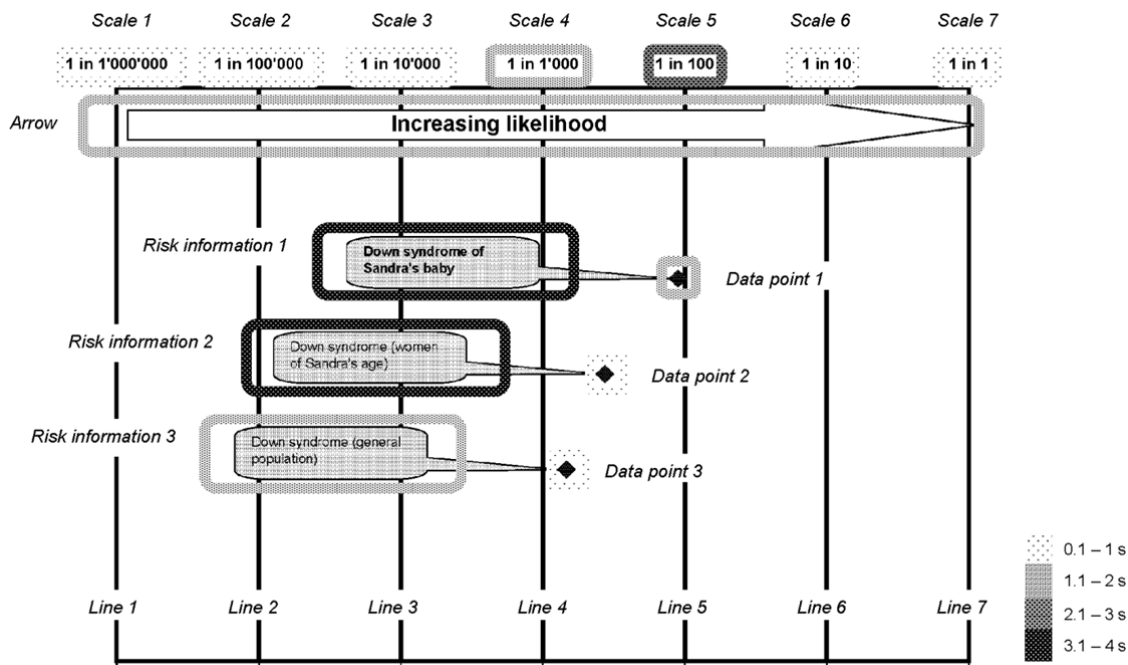 Scale 1 Scale 2 Scale 3 Scale 4 Scale 5 Scale 6 Scale 7
1 in 1'000'000 1 in 100'000 1 in 10'000 1 in 1'000 1 in 100 1 in 10 1 in 1
Arrow Increasing likelihood
Risk information 1
Down syndrome of
Sandra's baby
Data point 1
Risk information 2
Down syndrome (women
of Sandra's age)
Data point 2
Risk information 3
Down syndrome (general
population)
Data point 3
0.1 – 1 s
1.1 – 2 s
2.1 – 3 s
3.1 – 4 s
Line 1 Line 2 Line 3 Line 4 Line 5 Line 6 Line 7